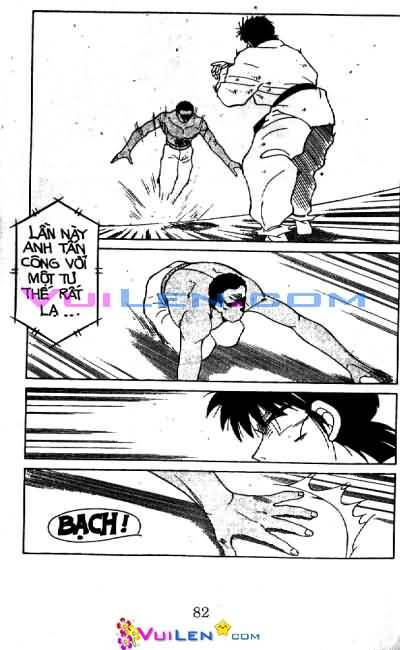 LẦN NÀY
ANH TẤN
CÔNG VỚI
MỘT TƯ
THẾ RẤT
LẠ...
VUILEN.COM
BẠCH!
82
VUILEN.COM